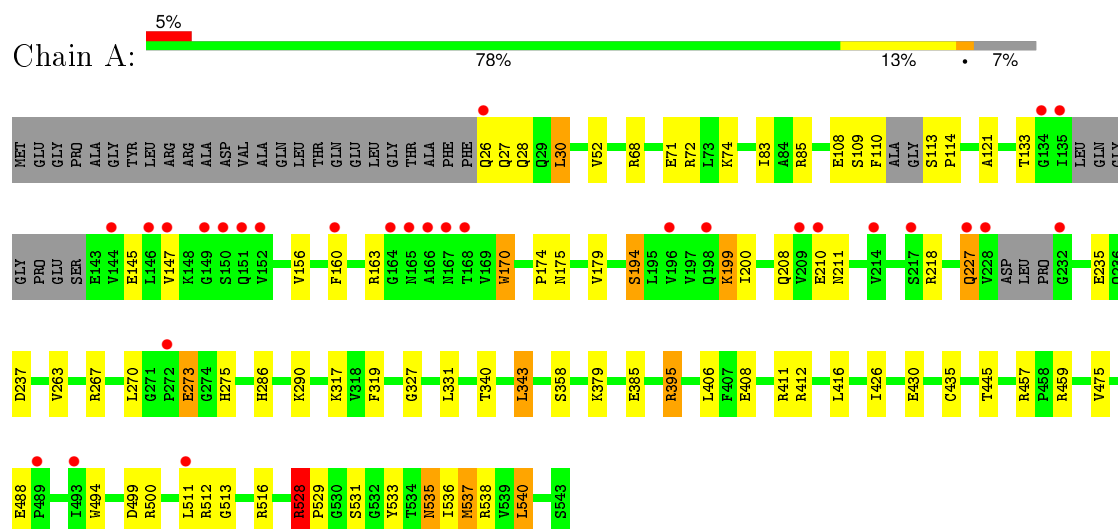 5%
Chain A:
78% 13% • 7%
MET GLU GLY PRO ALA GLY TYR LEU ARG ARG ALA ASP VAL ALA GLN LEU THR GLN GLU LEU GLY THR ALA PHE PHE Q26 Q27 Q28 Q29 L30 V52 R68 E71 R72 L73 K74 I83 A84 R85 E108 S109 F110 ALA GLY S113 P114 A121 T133 G134 I135 LEU GLN GLY
GLY PRO GLU SER E143 V144 E145 L146 V147 K148 G149 S150 Q151 V152 V156 F160 R163 G164 N165 A166 N167 T168 V169 W170 P174 N175 V179 S194 L195 V196 V197 Q198 K199 I200 Q208 V209 E210 N211 V214 S217 R218 Q227 V228 ASP LEU PRO G232 E235 Q236
D237 V263 R267 L270 G271 P272 E273 G274 H275 H286 K290 K317 V318 F319 G327 L331 T340 L343 S358 K379 E385 R395 L406 F407 E408 R411 R412 L416 I426 E430 C435 T445 R457 P458 R459 V475
E488 P489 I493 W494 D499 R500 L511 R512 G513 R516 R528 P529 G530 S531 G532 Y533 T534 N535 I536 M537 R538 V539 L540 S543